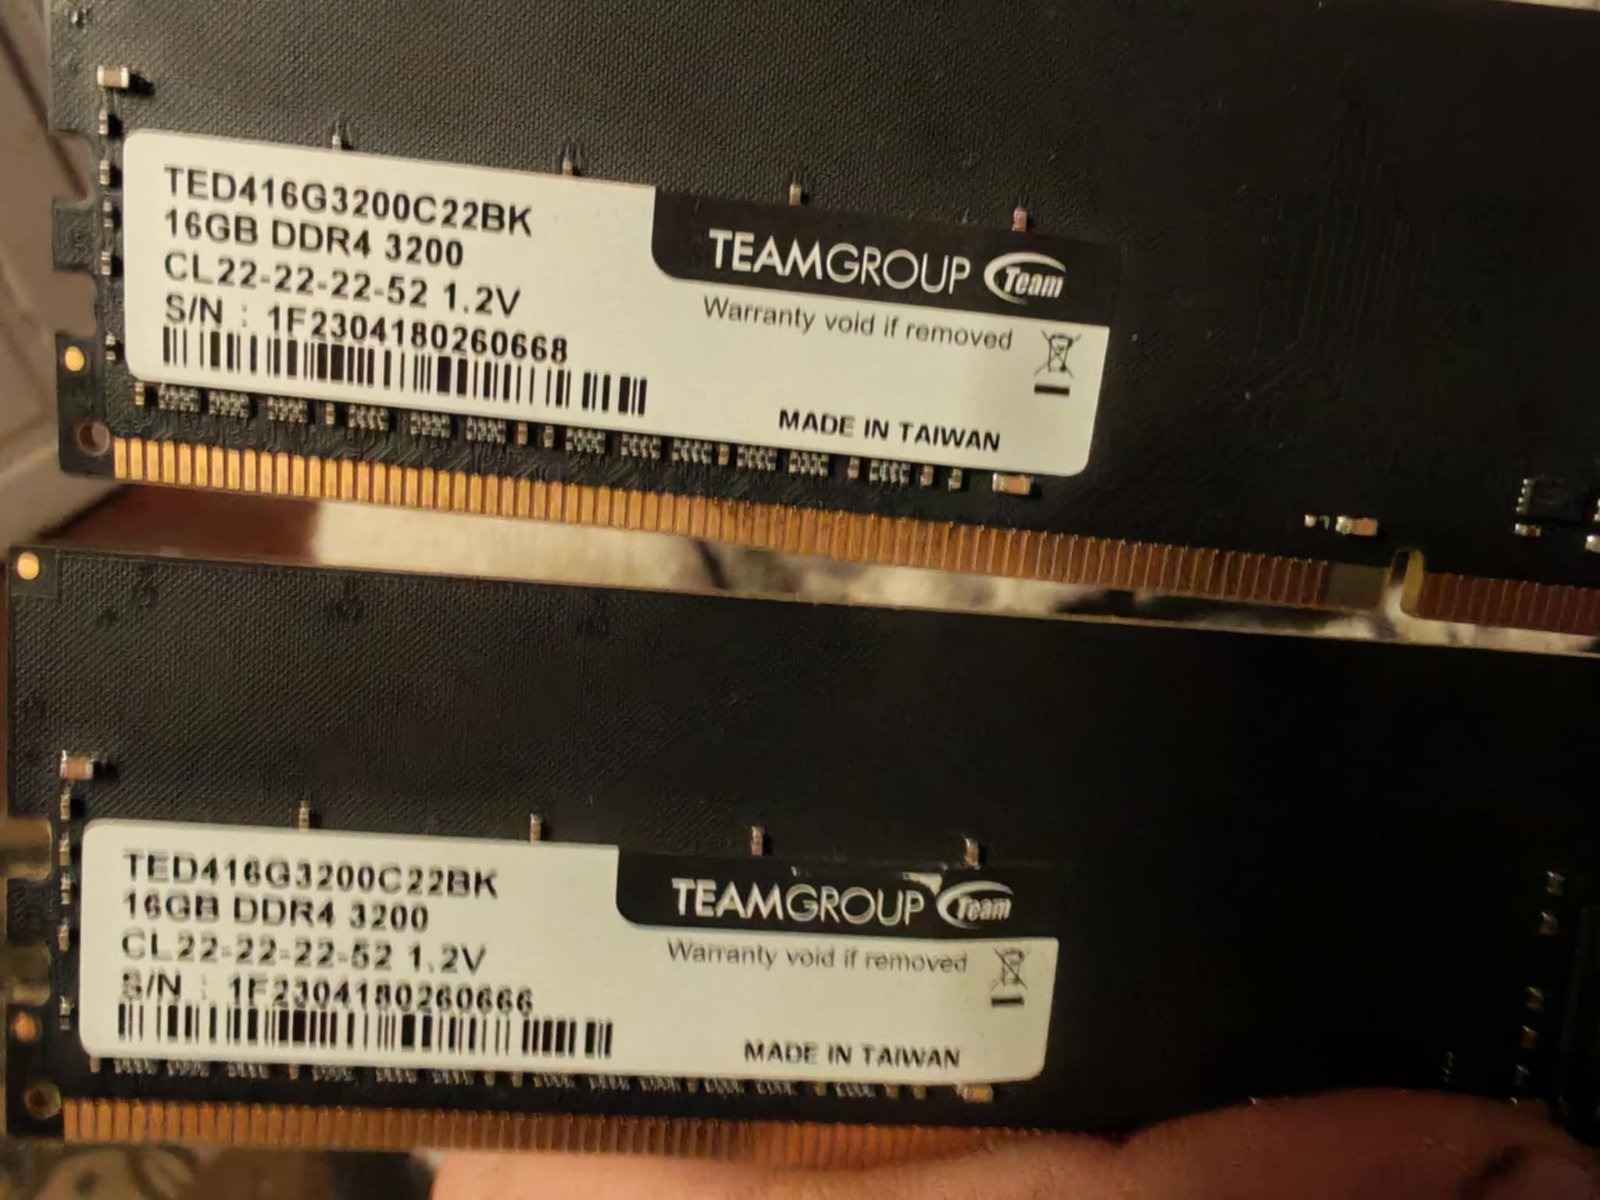 TED416G3200C22BK
16GB DDR4 3200
CL22-22-22-52 1.2V
S/N : 1F2304180260668
TEAMGROUP Team
Warranty void if removed
MADE IN TAIWAN
TED416G3200C22BK
16GB DDR4 3200
CL22-22-22-52 1.2V
S/N : 1F2304180260666
TEAMGROUP Team
Warranty void if removed
MADE IN TAIWAN